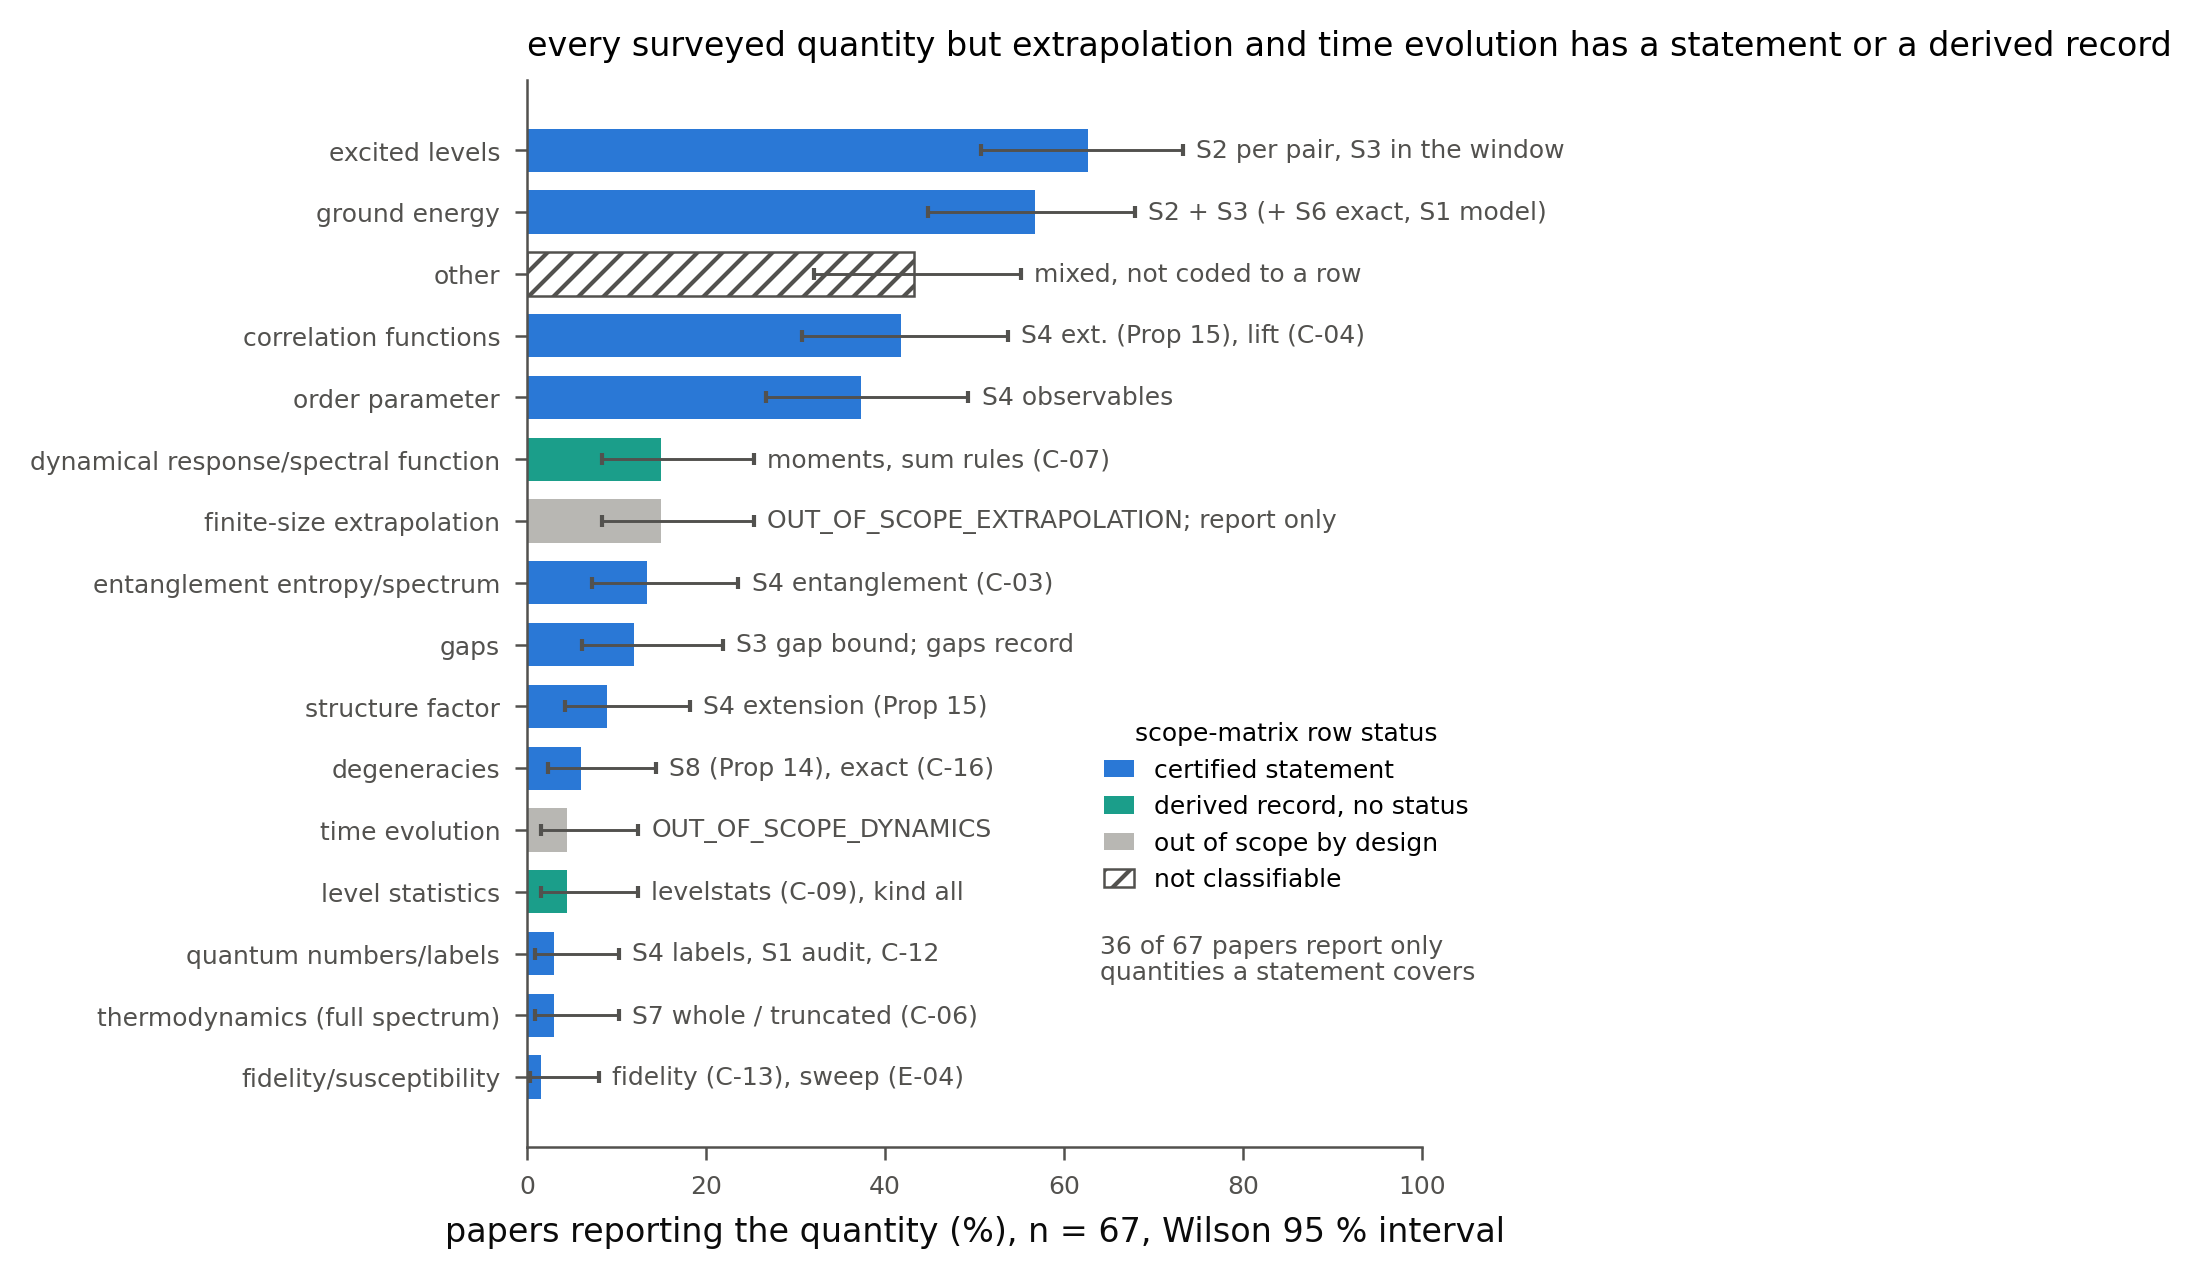 every surveyed quantity but extrapolation and time evolution has a statement or a derived record
excited levels
S2 per pair, S3 in the window
ground energy
S2 + S3 (+ S6 exact, S1 model)
other
mixed, not coded to a row
correlation functions
S4 ext. (Prop 15), lift (C-04)
order parameter
S4 observables
dynamical response/spectral function
moments, sum rules (C-07)
finite-size extrapolation
OUT_OF_SCOPE_EXTRAPOLATION; report only
entanglement entropy/spectrum
S4 entanglement (C-03)
gaps
S3 gap bound; gaps record
structure factor
S4 extension (Prop 15)
degeneracies
S8 (Prop 14), exact (C-16)
time evolution
OUT_OF_SCOPE_DYNAMICS
level statistics
levelstats (C-09), kind all
quantum numbers/labels
S4 labels, S1 audit, C-12
thermodynamics (full spectrum)
S7 whole / truncated (C-06)
fidelity/susceptibility
fidelity (C-13), sweep (E-04)
scope-matrix row status
certified statement
derived record, no status
out of scope by design
not classifiable
36 of 67 papers report only
quantities a statement covers
0 20 40 60 80 100
papers reporting the quantity (%), n = 67, Wilson 95 % interval